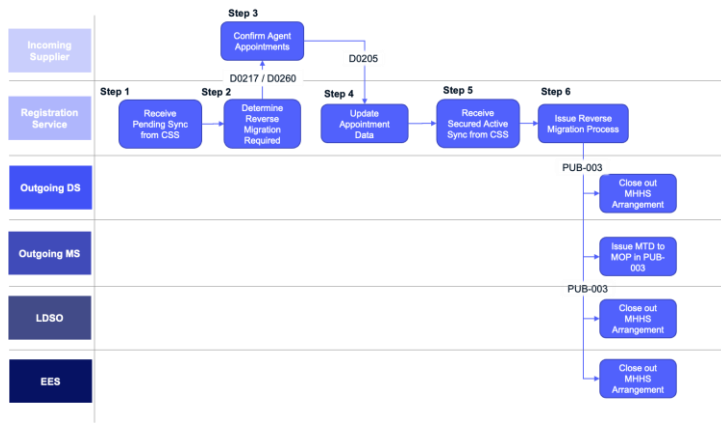 Step 3
Incoming
Supplier
Confirm Agent
Appointments
D0217 / D0260
D0205
Step 1
Step 2
Step 4
Step 5
Step 6
Registration
Service
Receive
Pending Sync
from CSS
Determine
Reverse
Migration
Required
Update
Appointment
Data
Receive
Secured Active
Sync from CSS
Issue Reverse
Migration Process
PUB-003
Outgoing DS
Close out
MHHS
Arrangement
Outgoing MS
Issue MTD to
MOP in PUB-
003
PUB-003
LDSO
Close out
MHHS
Arrangement
EES
Close out
MHHS
Arrangement